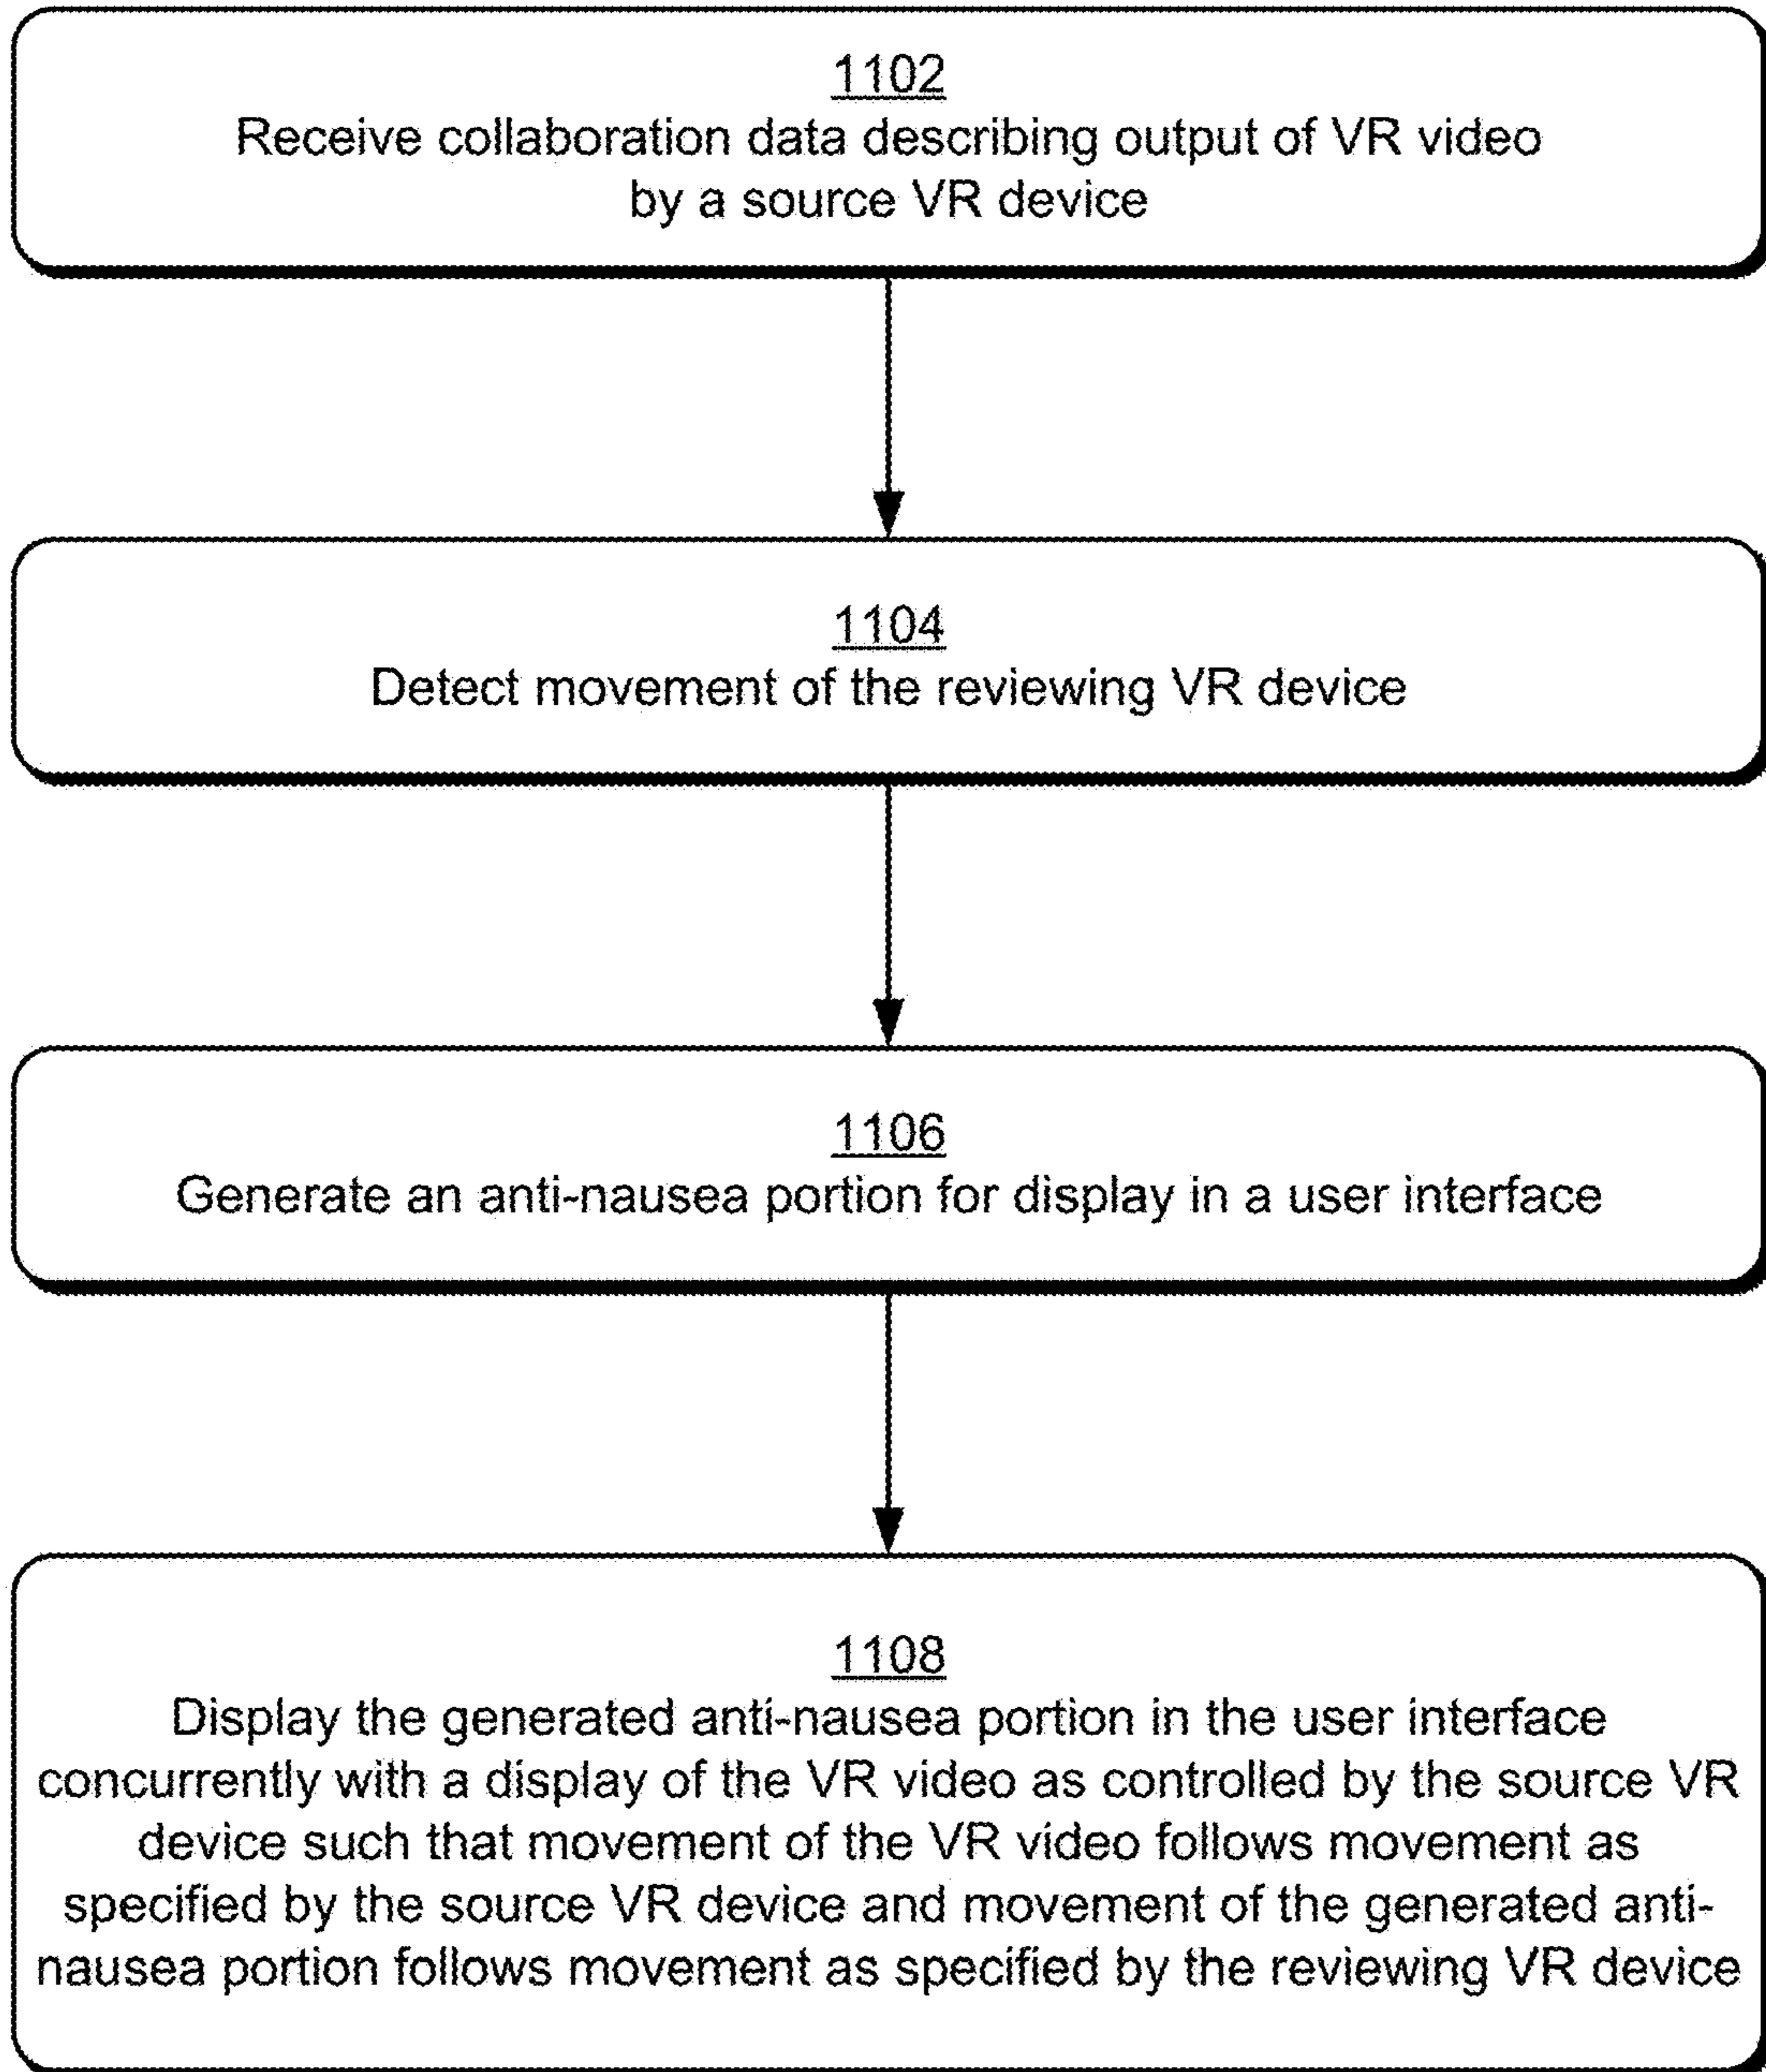 1102
Receive collaboration data describing output of VR video
by a source VR device
1104
Detect movement of the reviewing VR device
1106
Generate an anti-nausea portion for display in a user interface
1108
Display the generated anti-nausea portion in the user interface
concurrently with a display of the VR video as controlled by the source VR
device such that movement of the VR video follows movement as
specified by the source VR device and movement of the generated anti-
nausea portion follows movement as specified by the reviewing VR device